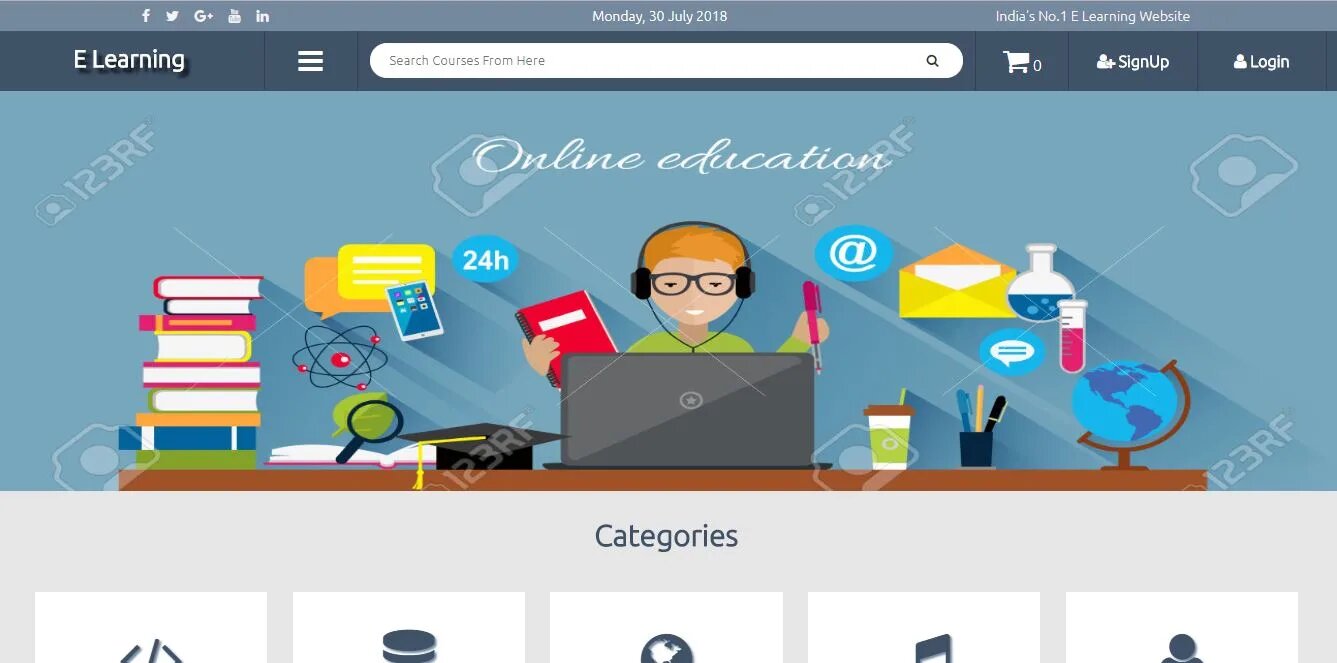 Monday, 30 July 2018
India's No.1 E Learning Website
E Learning
Search Courses From Here
0
SignUp
Login
Online education
123RF
123RF
24h
@
123RF
123RF
Categories